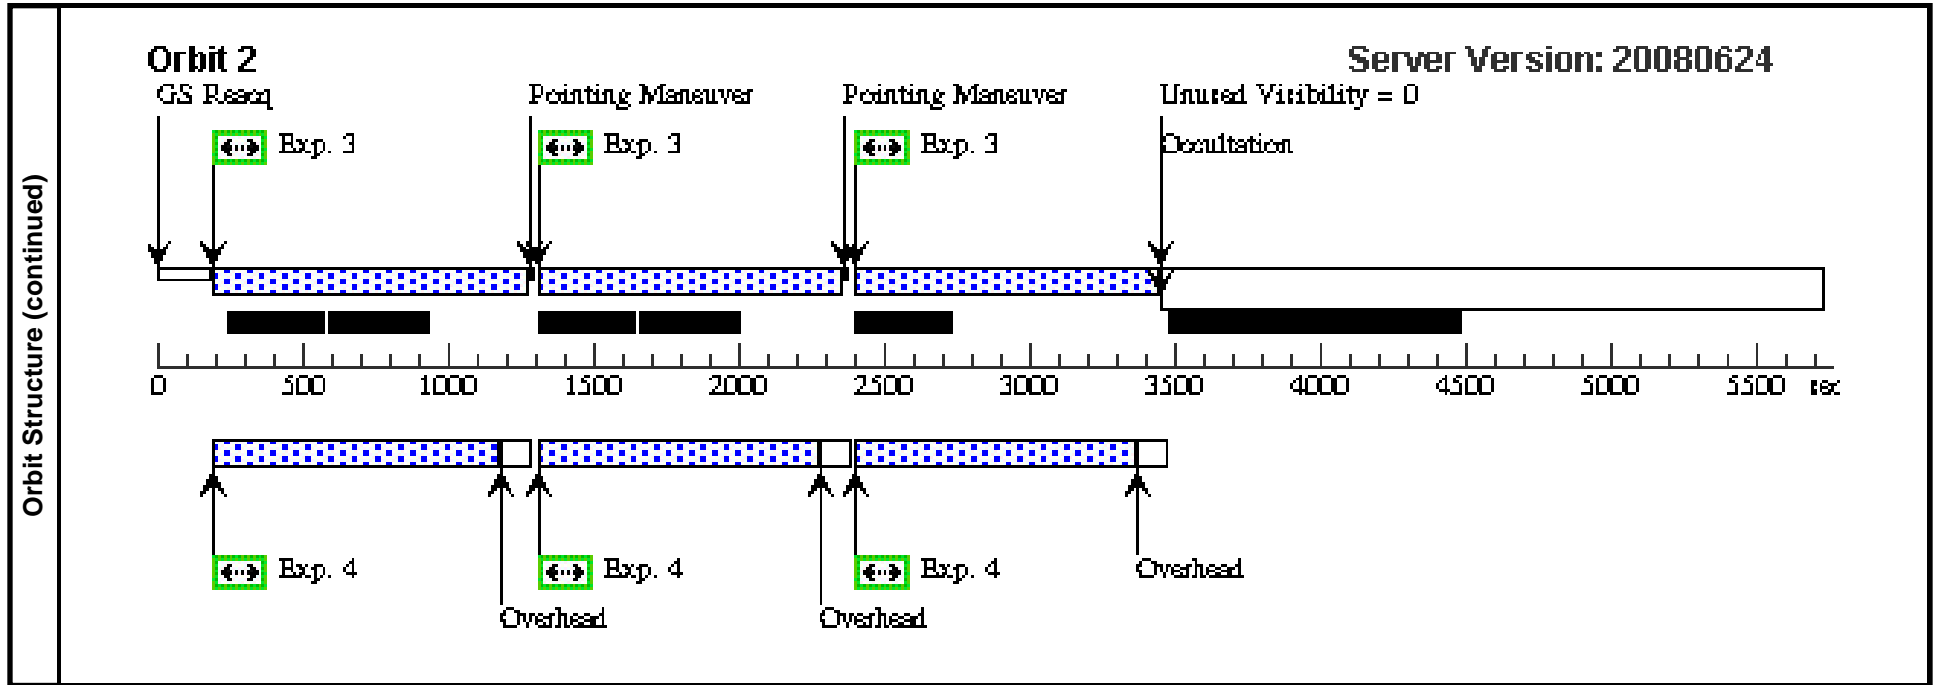 Orbit Structure (continued)
Orbit 2
Server Version: 20080624
GS Reacq
Pointing Maneuver
Pointing Maneuver
Unused Visibility = 0
Exp. 3
Exp. 3
Exp. 3
Occultation
0 500 1000 1500 2000 2500 3000 3500 4000 4500 5000 5500 sec
Exp. 4
Exp. 4
Exp. 4
Overhead
Overhead
Overhead